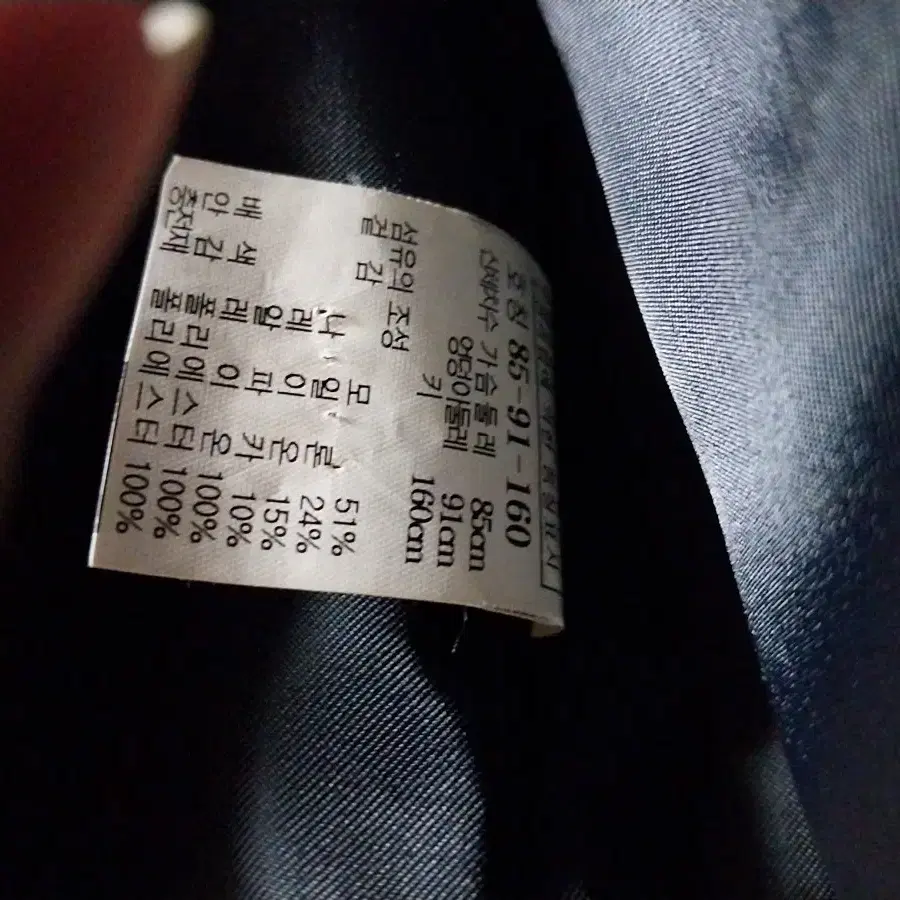 호칭 85-91-160
신체치수 가슴둘레 85cm
엉덩이둘레 91cm
키 160cm
섬유의 조성
겉감 모 51%
나일론 24%
레이온 15%
알파카 10%
배색 레이온 100%
안감 폴리에스터 100%
충전재 폴리에스터 100%